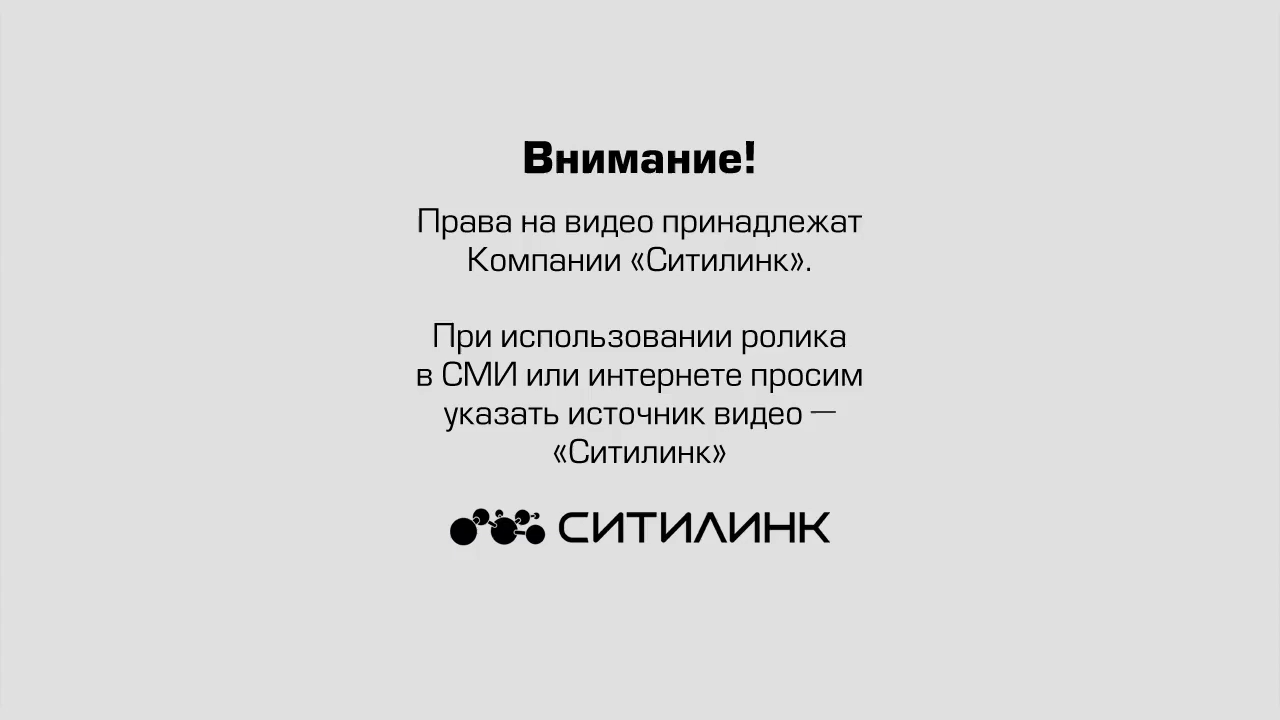 Внимание!
Права на видео принадлежат
Компании «Ситилинк».
При использовании ролика
в СМИ или интернете просим
указать источник видео —
«Ситилинк»
СИТИЛИНК